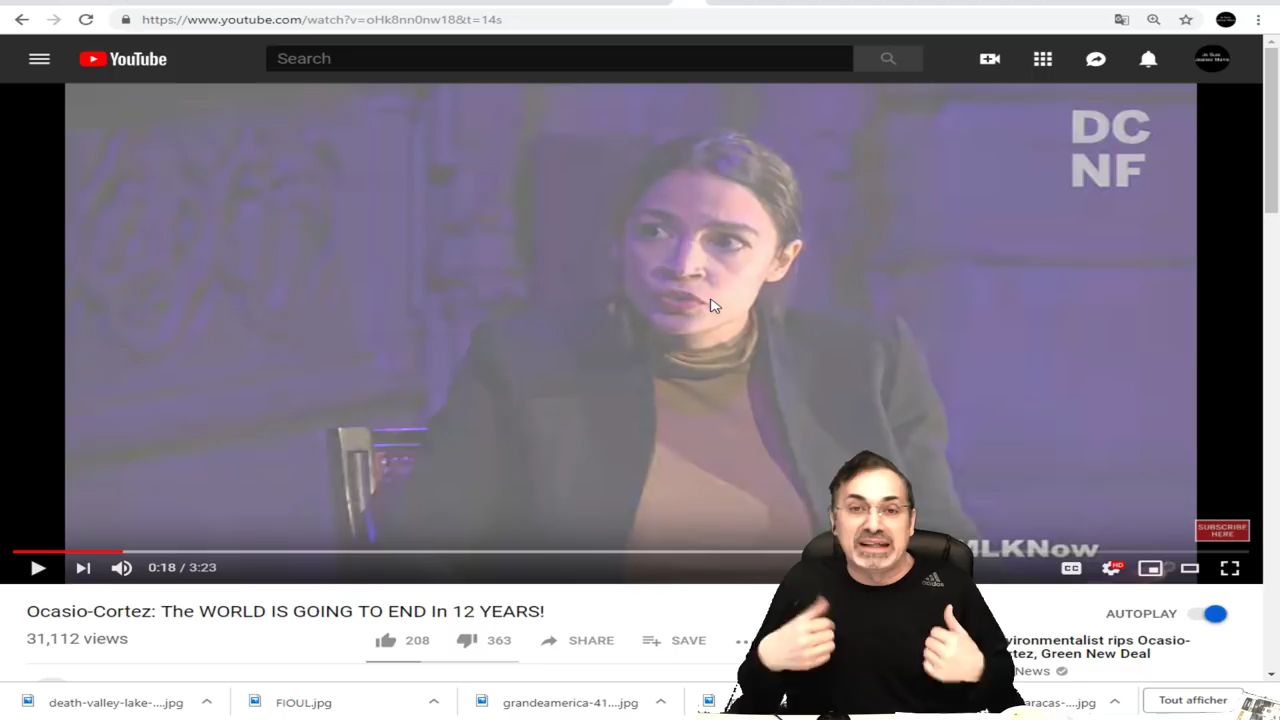 https://www.youtube.com/watch?v=oHk8nn0nw18&t=14s
YouTube
Search
DC
NF
SUBSCRIBE
HERE
MLKNow
0:18 / 3:23
CC
HD
Ocasio-Cortez: The WORLD IS GOING TO END In 12 YEARS!
AUTOPLAY
31,112 views
208
363
SHARE
SAVE
vironmentalist rips Ocasio-
rtez, Green New Deal
News
death-valley-lake-....jpg
FIOUL.jpg
grandeamerica-41....jpg
aracas-....jpg
Tout afficher
adidas